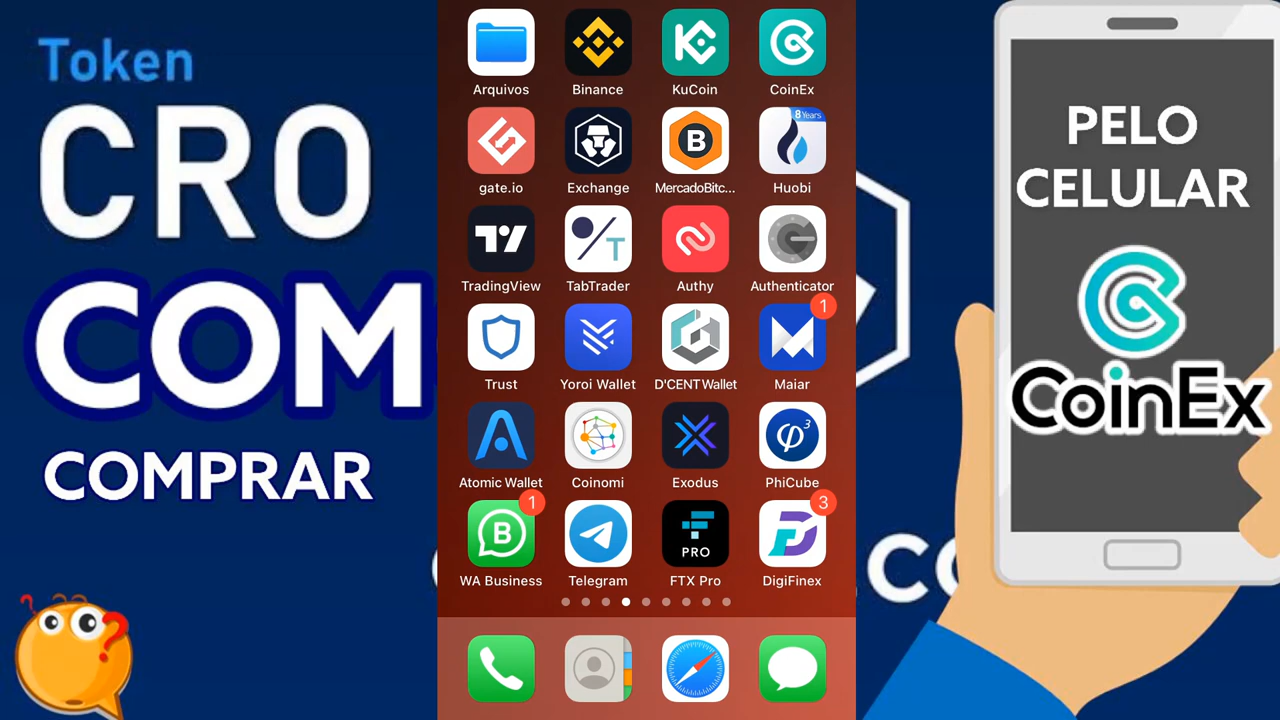 Token
CRO
COM
COMPRAR
Arquivos
Binance
KuCoin
CoinEx
8 Years
gate.io
Exchange
MercadoBitc...
Huobi
TradingView
TabTrader
Authy
Authenticator
1
Trust
Yoroi Wallet
D'CENT Wallet
Maiar
3
Atomic Wallet
Coinomi
Exodus
PhiCube
1
B
PRO
3
WA Business
Telegram
FTX Pro
DigiFinex
PELO
CELULAR
CoinEx
CO